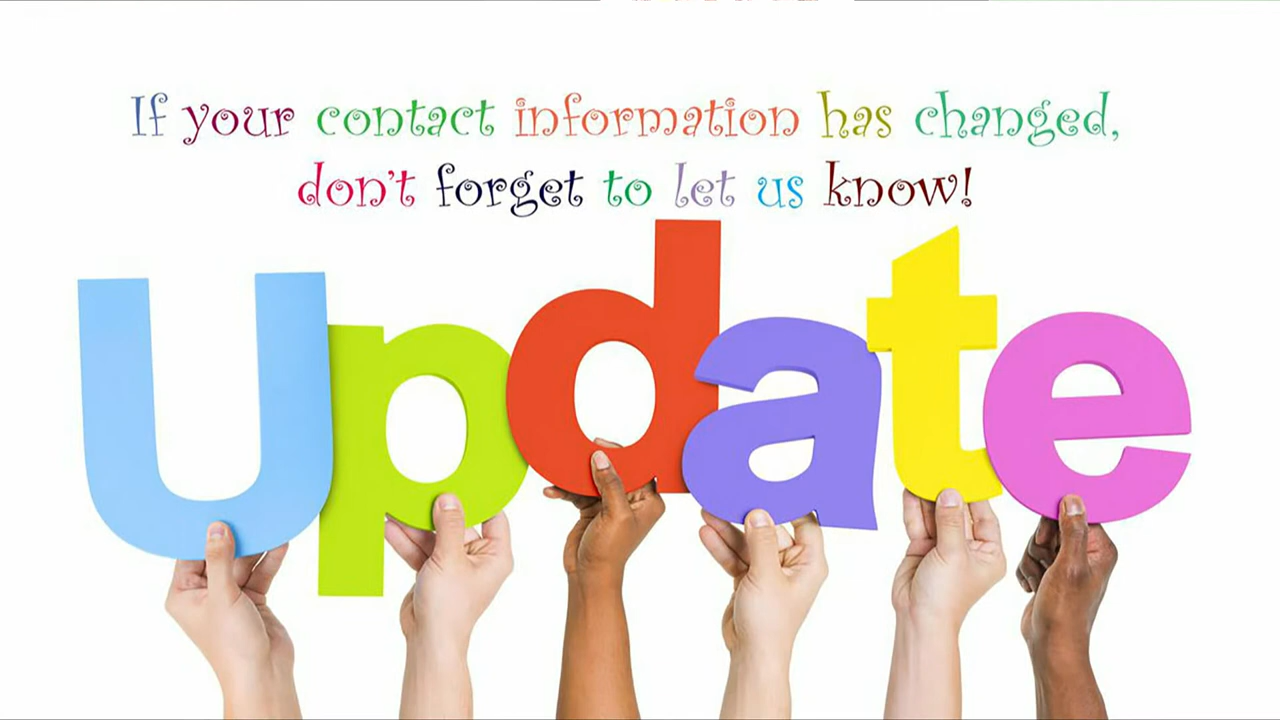 If your contact information has changed,
don't forget to let us know!
Update